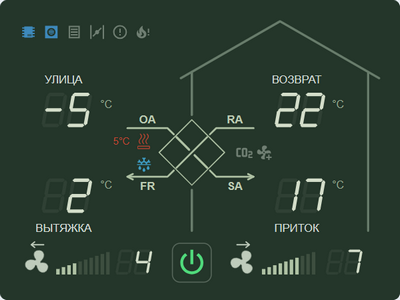 УЛИЦА ВОЗВРАТ
-5 °C 22 °C
OA RA
5°C
CO2
FR SA
2 °C 17 °C
ВЫТЯЖКА ПРИТОК
4 7